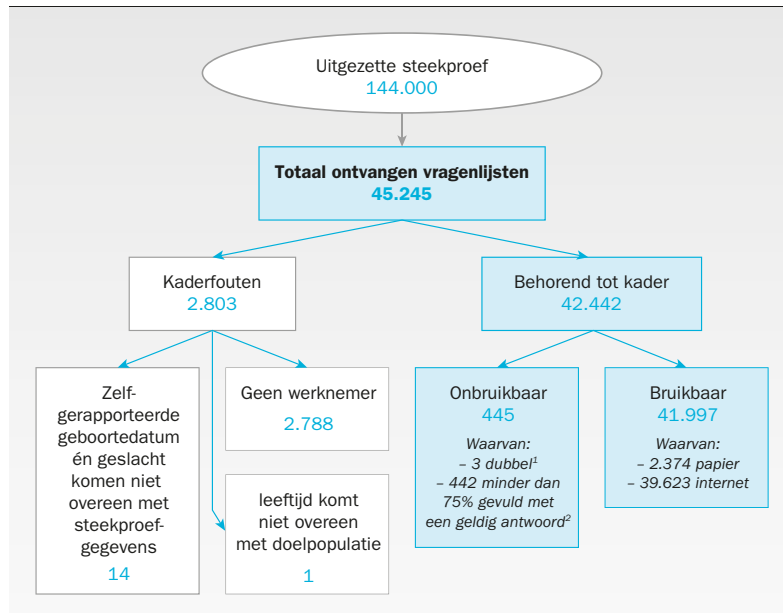 Uitgezette steekproef
144.000
Totaal ontvangen vragenlijsten
45.245
Kaderfouten
2.803
Behorend tot kader
42.442
Zelf-
gerapporteerde
geboortedatum
én geslacht
komen niet
overeen met
steekproef-
gegevens
14
Geen werknemer
2.788
leeftijd komt
niet overeen
met doelpopulatie
1
Onbruikbaar
445
Waarvan:
– 3 dubbel¹
– 442 minder dan
75% gevuld met
een geldig antwoord²
Bruikbaar
41.997
Waarvan:
– 2.374 papier
– 39.623 internet